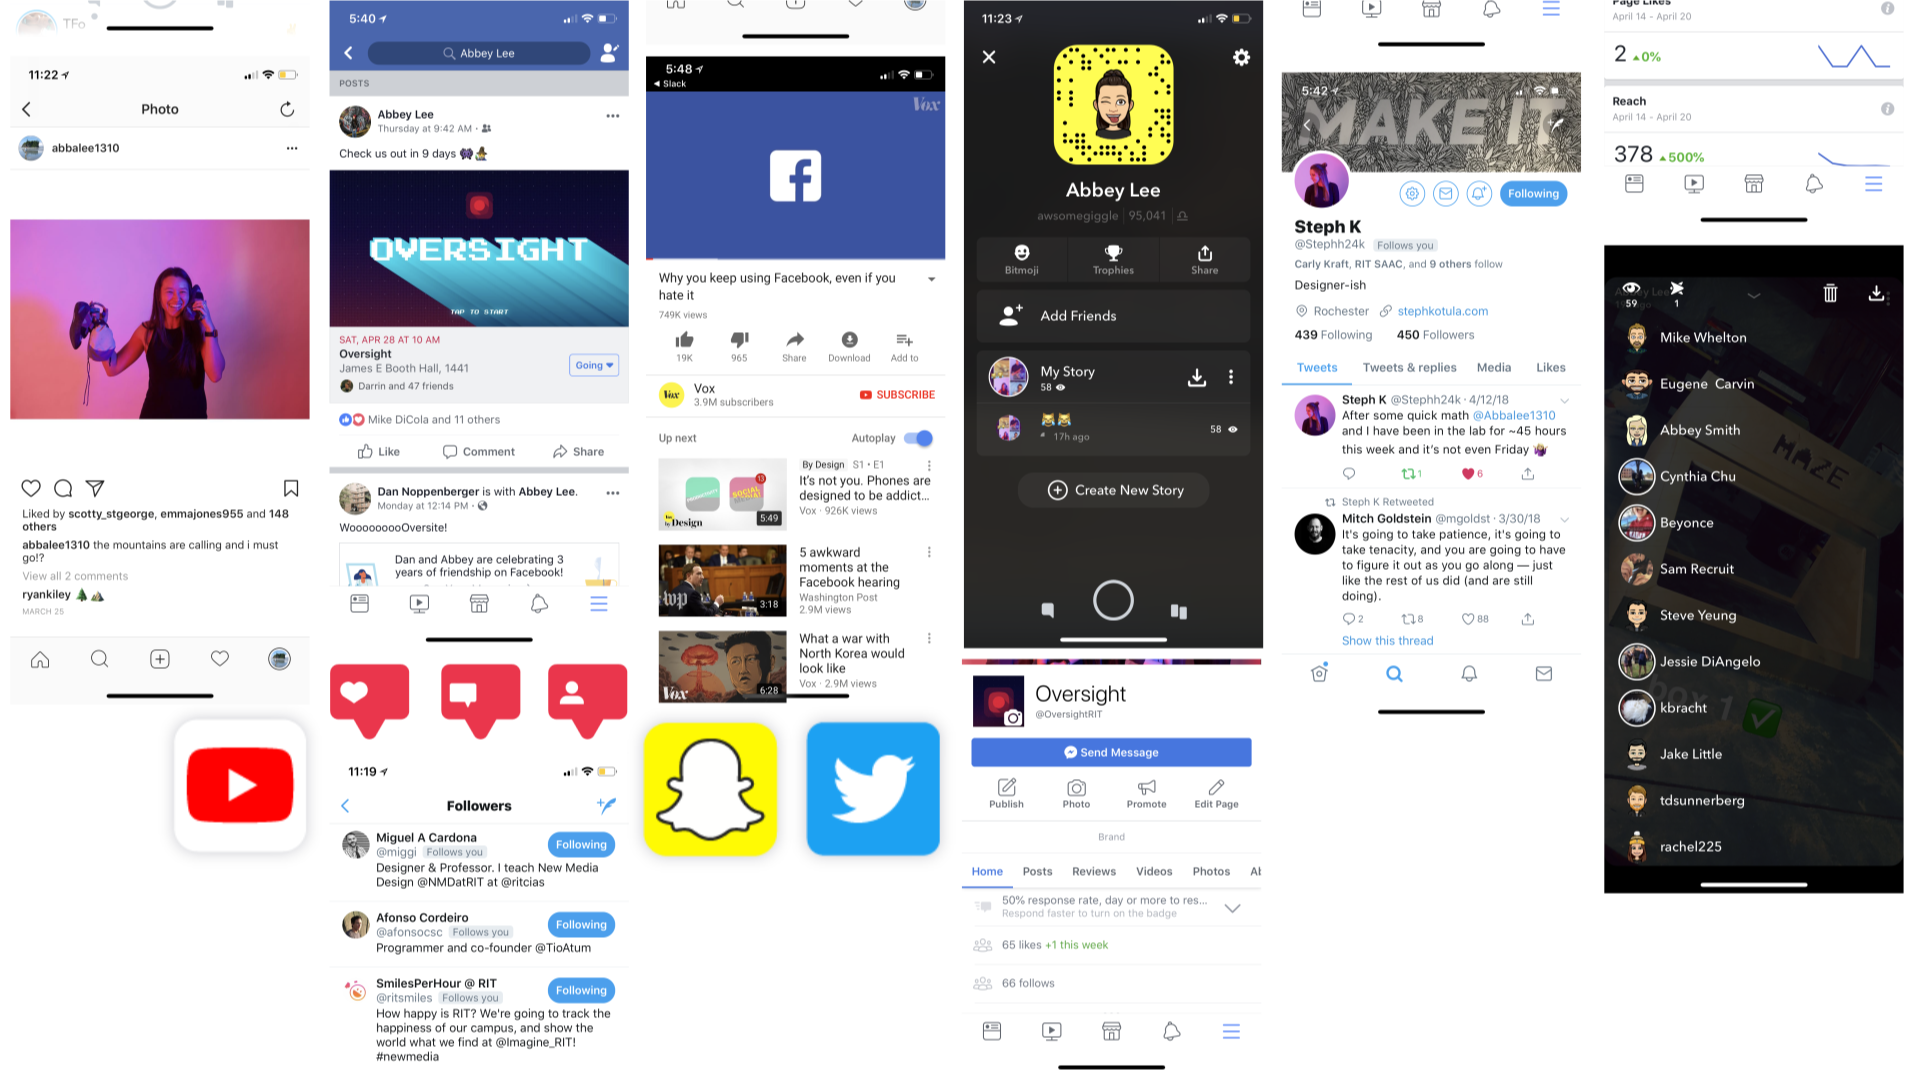 TFo
11:22
Photo
abbalee1310
Liked by scotty_stgeorge, emmajones955 and 148
others
abbalee1310 the mountains are calling and i must
go!?
View all 2 comments
ryankiley 🌲⛰️
MARCH 25
5:40
Abbey Lee
POSTS
Abbey Lee
Thursday at 9:42 AM ·
Check us out in 9 days
OVERSIGHT
TAP TO START
SAT, APR 28 AT 10 AM
Oversight
James E Booth Hall, 1441
Going
Darrin and 47 friends
Mike DiCola and 11 others
Like
Comment
Share
Dan Noppenberger is with Abbey Lee.
Monday at 12:14 PM ·
WoooooooOversite!
Dan and Abbey are celebrating 3
years of friendship on Facebook!
11:19
Followers
Miguel A Cardona
@miggi Follows you
Following
Designer & Professor. I teach New Media
Design @NMDatRIT at @ritcias
Afonso Cordeiro
@afonsocsc Follows you
Following
Programmer and co-founder @TioAtum
SmilesPerHour @ RIT
@ritsmiles Follows you
Following
How happy is RIT? We're going to track the
happiness of our campus, and show the
world what we find at @Imagine_RIT!
#newmedia
5:48
Slack
Vox
Why you keep using Facebook, even if you
hate it
749K views
19K
965
Share
Download
Add to
Vox
Vox
3.9M subscribers
SUBSCRIBE
Up next
Autoplay
13
SOCIAL
by Design
5:49
By Design S1 • E1
It's not you. Phones are
designed to be addict...
Vox · 926K views
wp
3:18
5 awkward
moments at the
Facebook hearing
Washington Post
2.9M views
Vox
6:28
What a war with
North Korea would
look like
Vox · 2.9M views
11:23
Abbey Lee
awsomegiggle | 95,041 |
Bitmoji
Trophies
Share
Add Friends
My Story
58
17h ago
58
Create New Story
Oversight
@OversightRIT
Send Message
Publish
Photo
Promote
Edit Page
Brand
Home
Posts
Reviews
Videos
Photos
50% response rate, day or more to res...
Respond faster to turn on the badge
65 likes +1 this week
66 follows
5:42
MAKE IT
Following
Steph K
@Stephh24k Follows you
Carly Kraft, RIT SAAC, and 9 others follow
Designer-ish
Rochester
stephkotula.com
439 Following
450 Followers
Tweets
Tweets & replies
Media
Likes
Steph K @Stephh24k · 4/12/18
After some quick math @Abbalee1310
and I have been in the lab for ~45 hours
this week and it's not even Friday
1
6
Steph K Retweeted
Mitch Goldstein @mgoldst · 3/30/18
It's going to take patience, it's going to
take tenacity, and you are going to have
to figure it out as you go along — just
like the rest of us did (and are still
doing).
2
8
88
Show this thread
Page Likes
April 14 - April 20
2 ▲0%
Reach
April 14 - April 20
378 ▲500%
59
1
Mike Whelton
Eugene Carvin
Abbey Smith
Cynthia Chu
Beyonce
Sam Recruit
Steve Yeung
Jessie DiAngelo
kbracht
Jake Little
tdsunnerberg
rachel225
MAZE